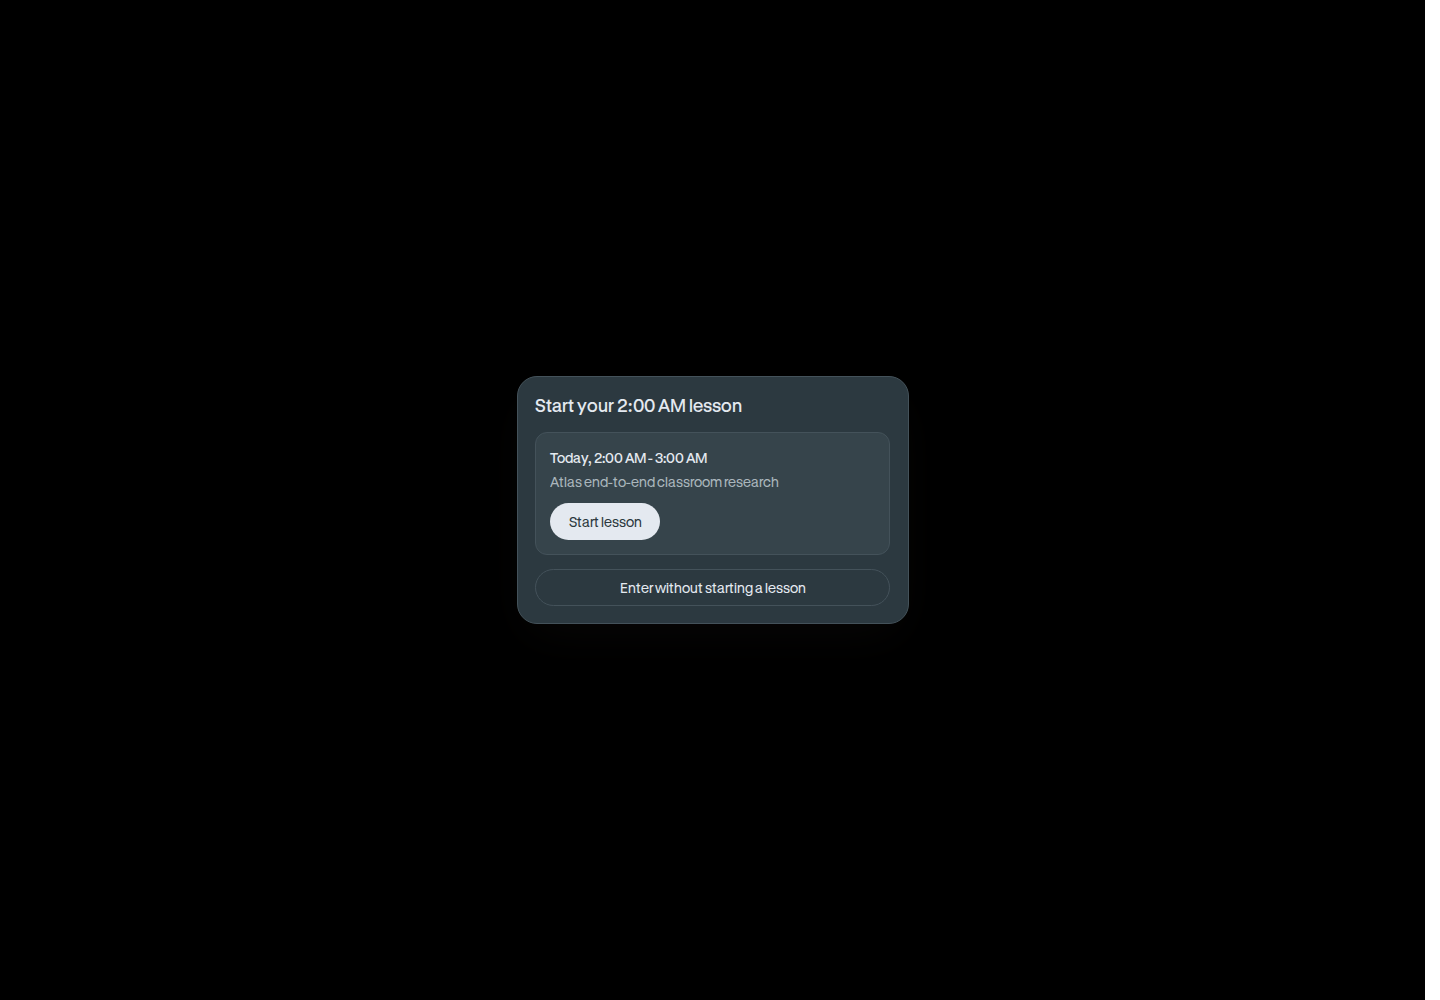 Start your 2:00 AM lesson
Today, 2:00 AM - 3:00 AM
Atlas end-to-end classroom research
Start lesson
Enter without starting a lesson